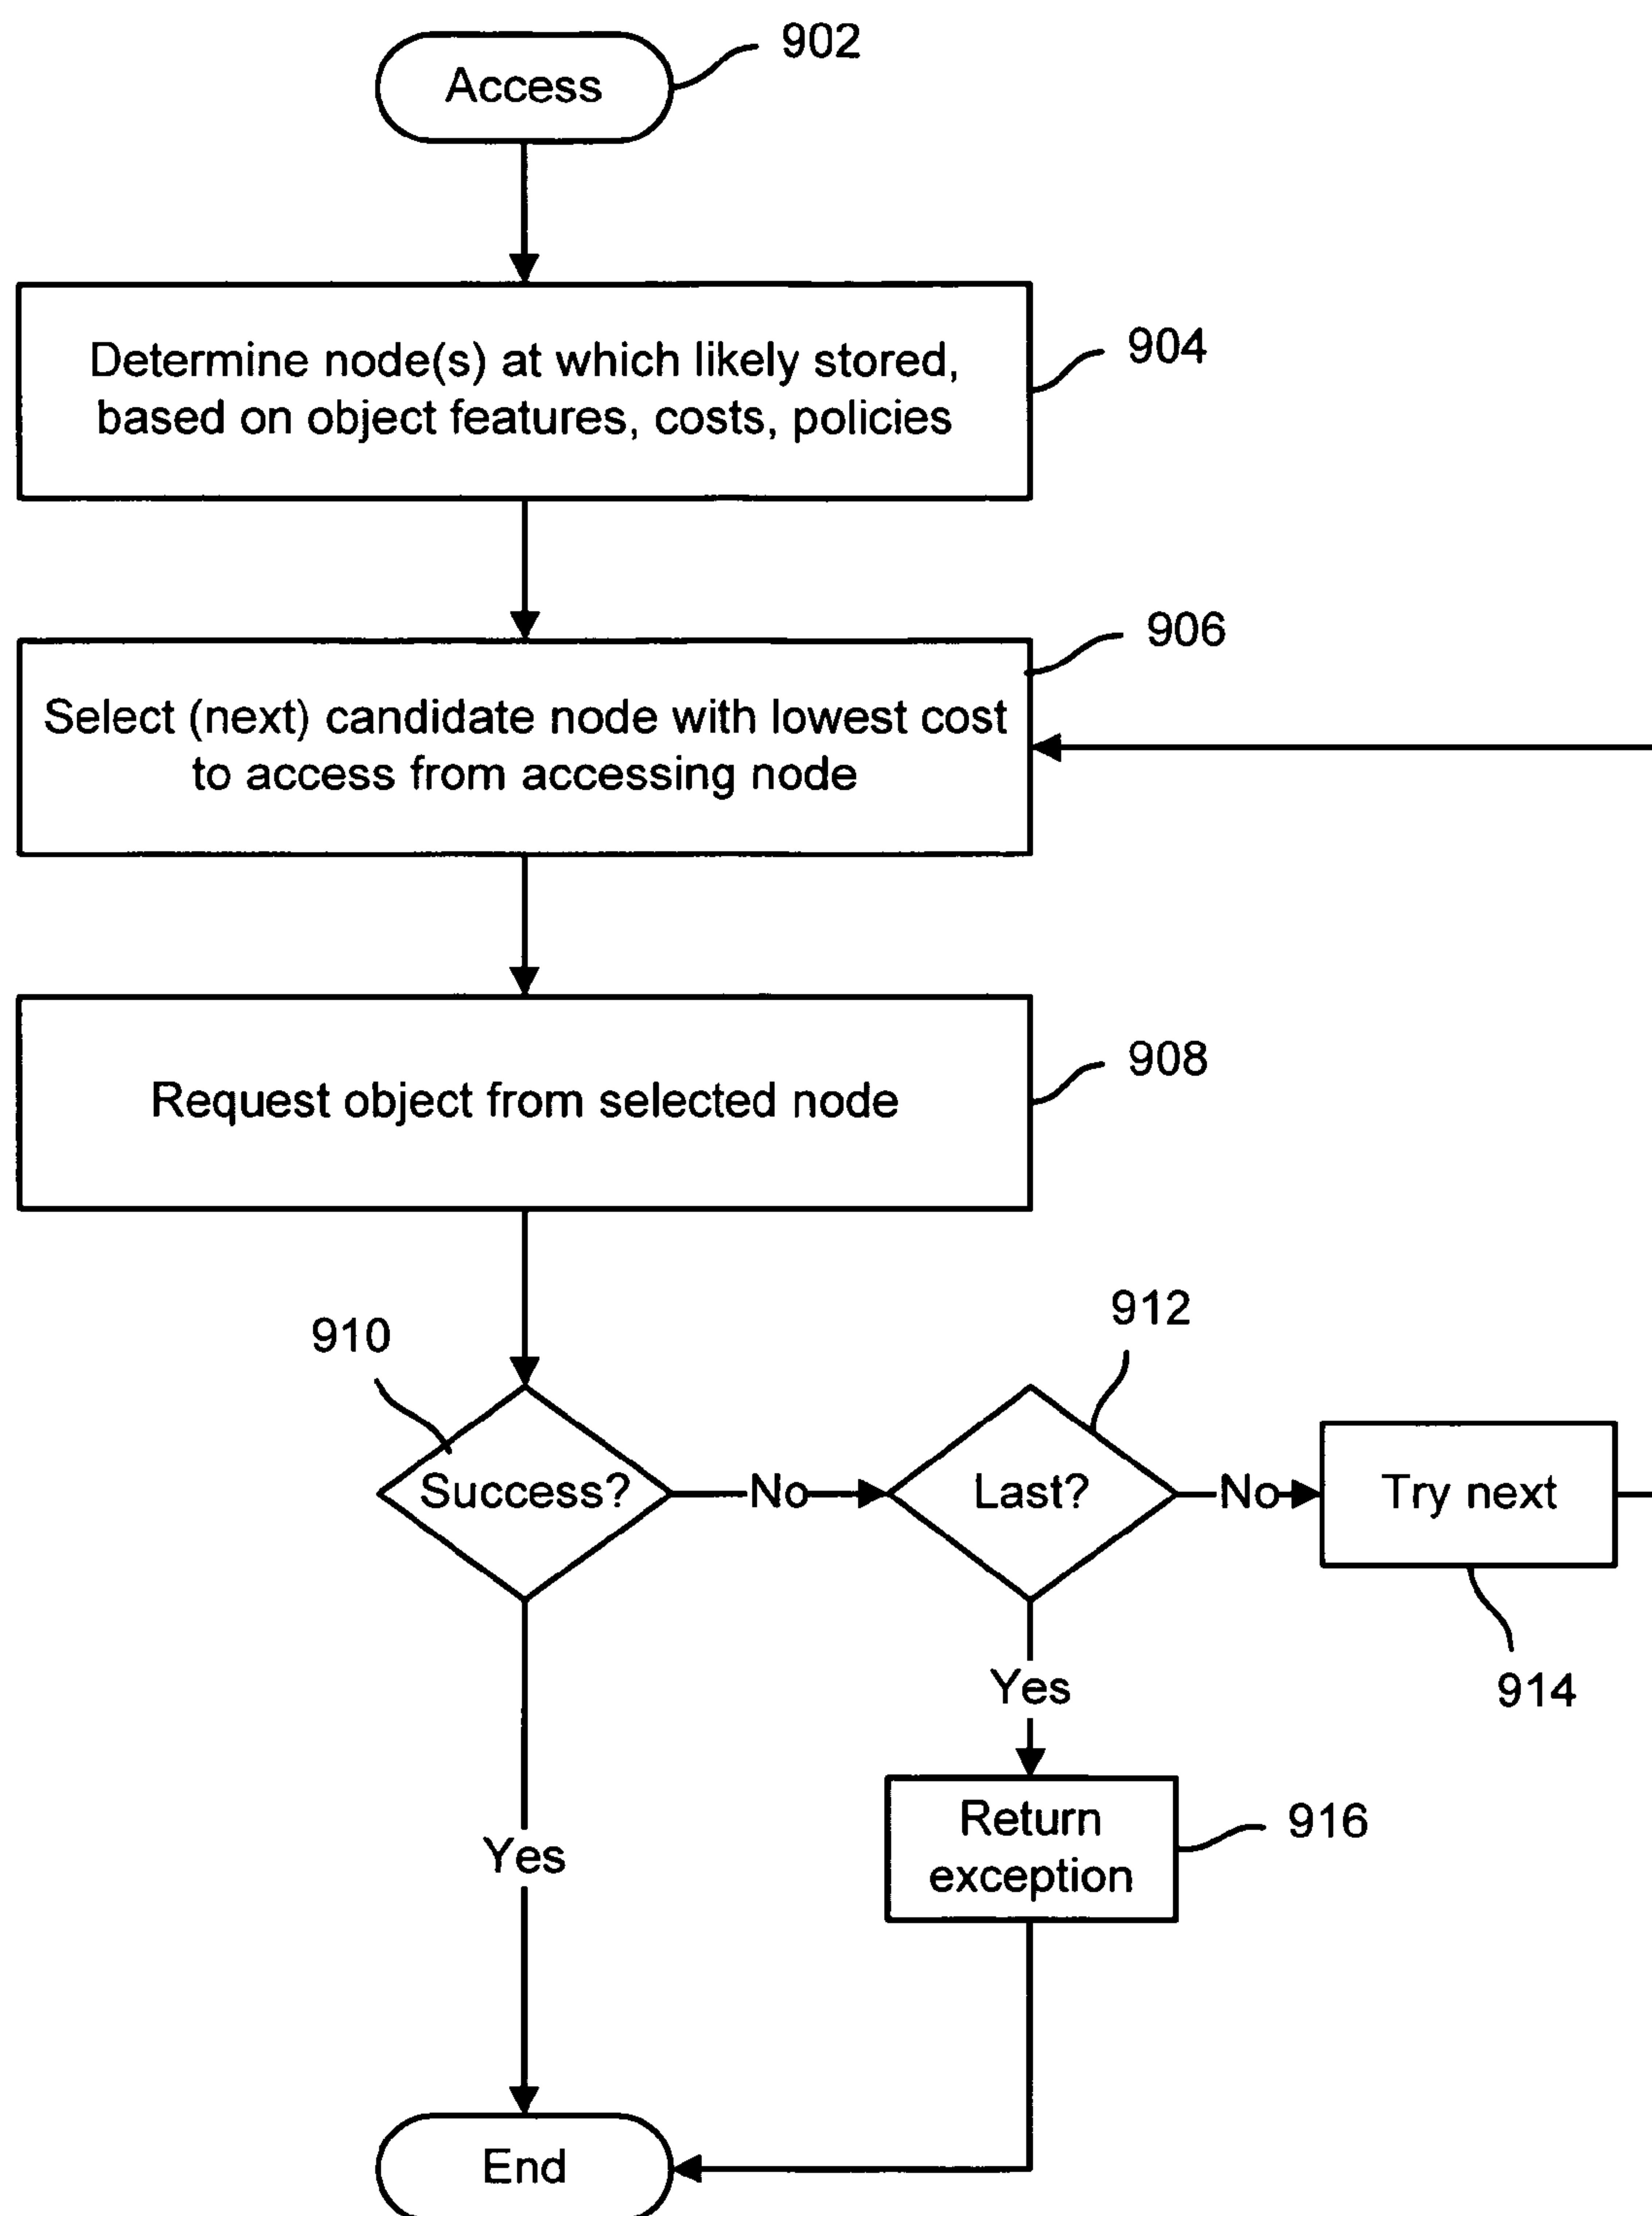 902
Access
904
Determine node(s) at which likely stored,
based on object features, costs, policies
906
Select (next) candidate node with lowest cost
to access from accessing node
908
Request object from selected node
910
912
Success?
No
Last?
No
Try next
Yes
914
Yes
Return
exception
916
End